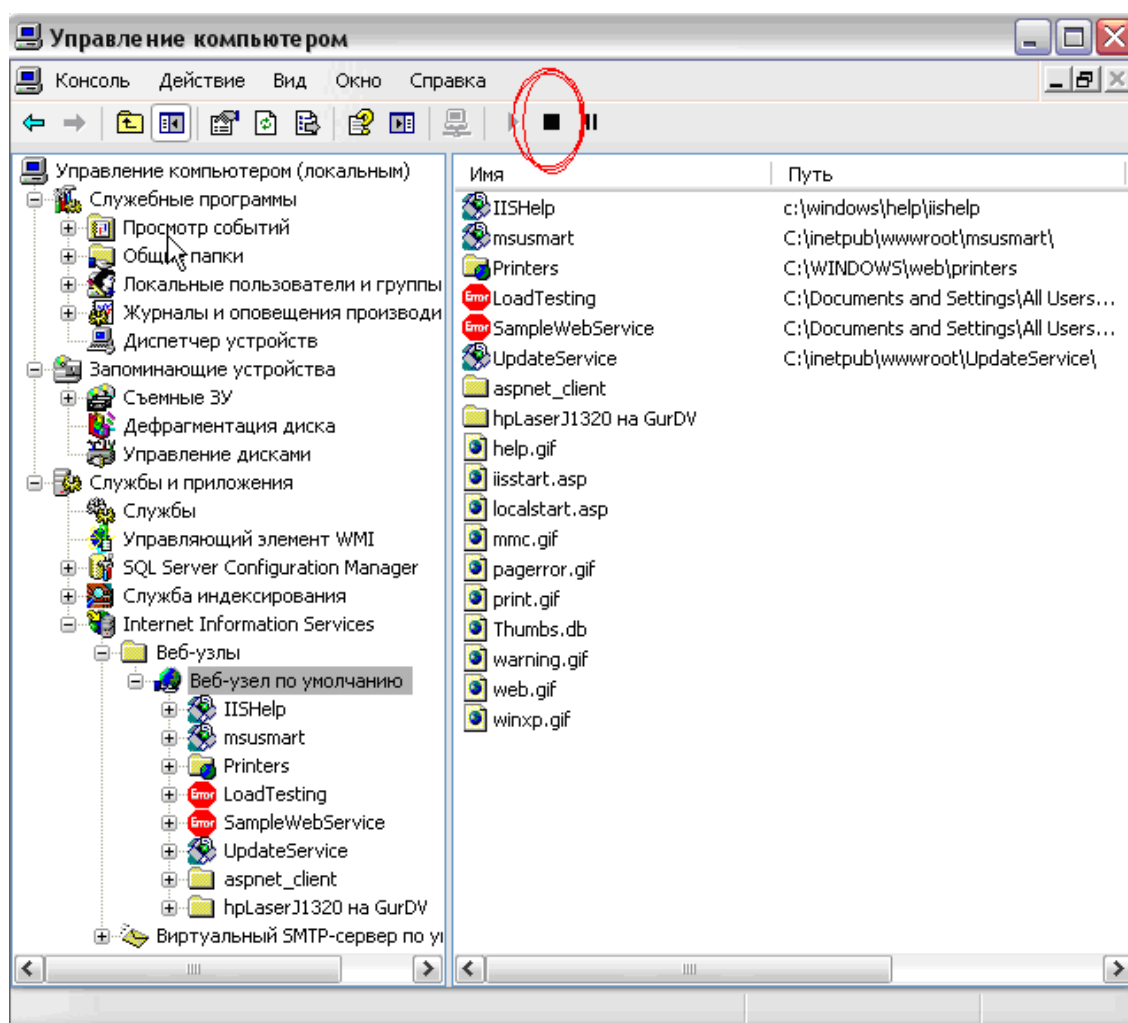 Управление компьютером
Консоль Действие Вид Окно Справка
Управление компьютером (локальным)
Служебные программы
Просмотр событий
Общие папки
Локальные пользователи и группы
Журналы и оповещения производи
Диспетчер устройств
Запоминающие устройства
Съемные ЗУ
Дефрагментация диска
Управление дисками
Службы и приложения
Службы
Управляющий элемент WMI
SQL Server Configuration Manager
Служба индексирования
Internet Information Services
Веб-узлы
Веб-узел по умолчанию
IISHelp
msusmart
Printers
Error LoadTesting
Error SampleWebService
UpdateService
aspnet_client
hpLaserJ1320 на GurDV
Виртуальный SMTP-сервер по у
Имя Путь
IISHelp c:\windows\help\iishelp
msusmart C:\inetpub\wwwroot\msusmart\
Printers C:\WINDOWS\web\printers
Error LoadTesting C:\Documents and Settings\All Users...
Error SampleWebService C:\Documents and Settings\All Users...
UpdateService C:\inetpub\wwwroot\UpdateService\
aspnet_client
hpLaserJ1320 на GurDV
help.gif
iisstart.asp
localstart.asp
mmc.gif
pagerror.gif
print.gif
Thumbs.db
warning.gif
web.gif
winxp.gif